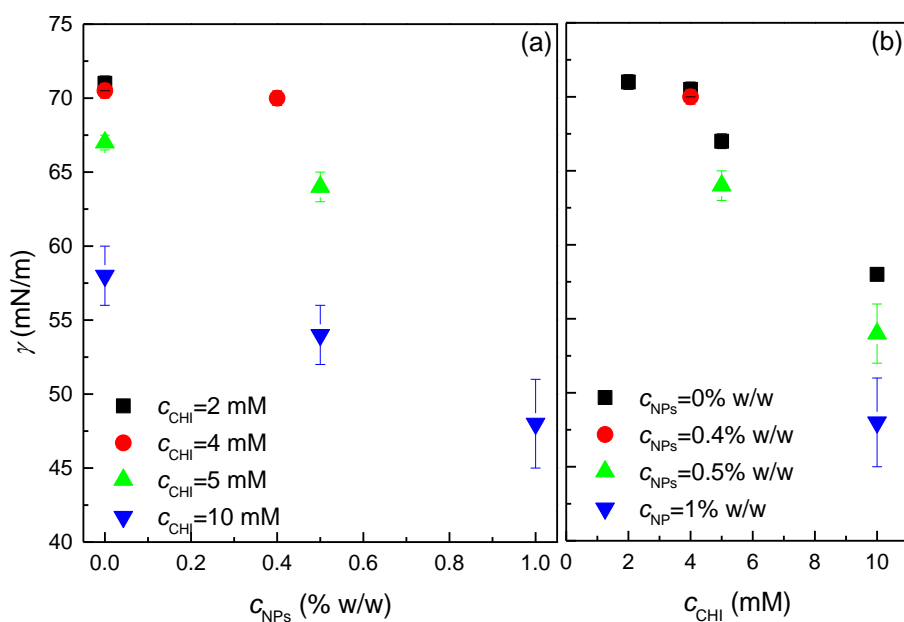 75
70
65
60
55
50
45
40
γ (mN/m)
(a)
c_CHI=2 mM
c_CHI=4 mM
c_CHI=5 mM
c_CHI=10 mM
0.0 0.2 0.4 0.6 0.8 1.0
c_NPs (% w/w)
(b)
c_NPs=0% w/w
c_NPs=0.4% w/w
c_NPs=0.5% w/w
c_NP=1% w/w
2 4 6 8 10
c_CHI (mM)